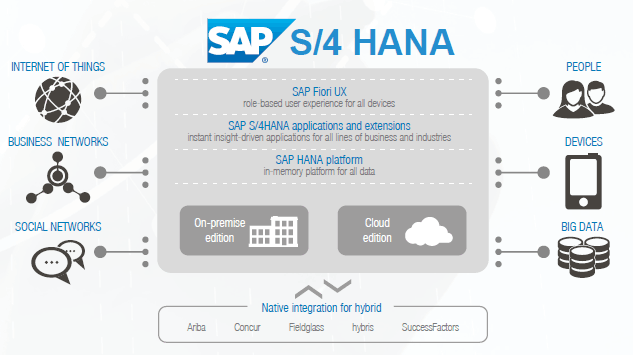 SAP® S/4 HANA
INTERNET OF THINGS
BUSINESS NETWORKS
SOCIAL NETWORKS
SAP Fiori UX
role-based user experience for all devices
SAP S/4HANA applications and extensions
instant insight-driven applications for all lines of business and industries
SAP HANA platform
in-memory platform for all data
On-premise
edition
Cloud
edition
PEOPLE
DEVICES
BIG DATA
Native integration for hybrid
Ariba Concur Fieldglass hybris SuccessFactors